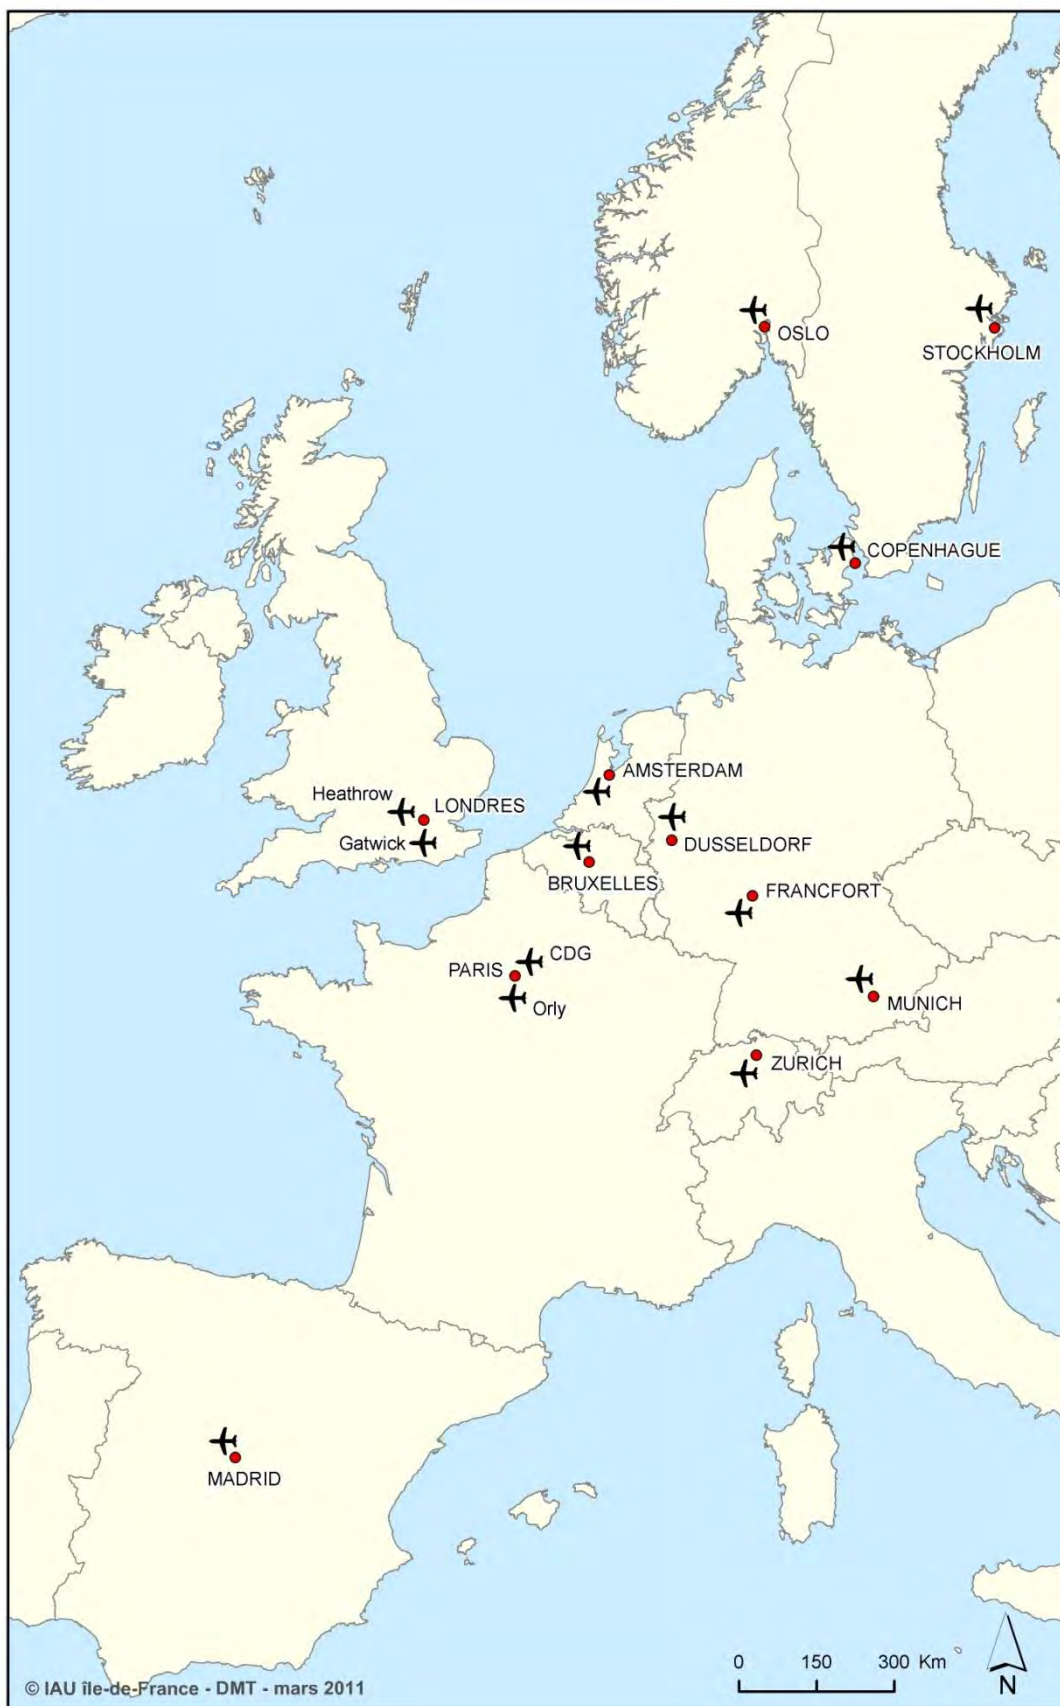 OSLO
STOCKHOLM
COPENHAGUE
AMSTERDAM
Heathrow
LONDRES
Gatwick
DUSSELDORF
BRUXELLES
FRANCFORT
CDG
PARIS
Orly
MUNICH
ZURICH
MADRID
0 150 300 Km
N
© IAU île-de-France - DMT - mars 2011